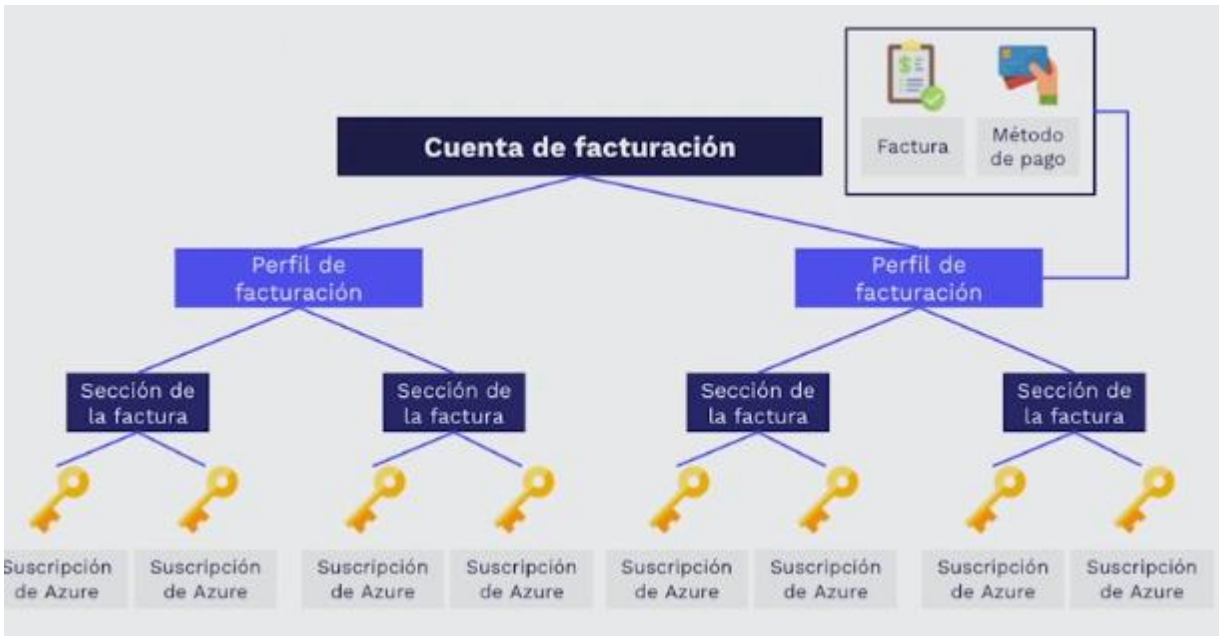 Cuenta de facturación
Factura
Método
de pago
Perfil de
facturación
Perfil de
facturación
Sección de
la factura
Sección de
la factura
Sección de
la factura
Sección de
la factura
Suscripción
de Azure
Suscripción
de Azure
Suscripción
de Azure
Suscripción
de Azure
Suscripción
de Azure
Suscripción
de Azure
Suscripción
de Azure
Suscripción
de Azure